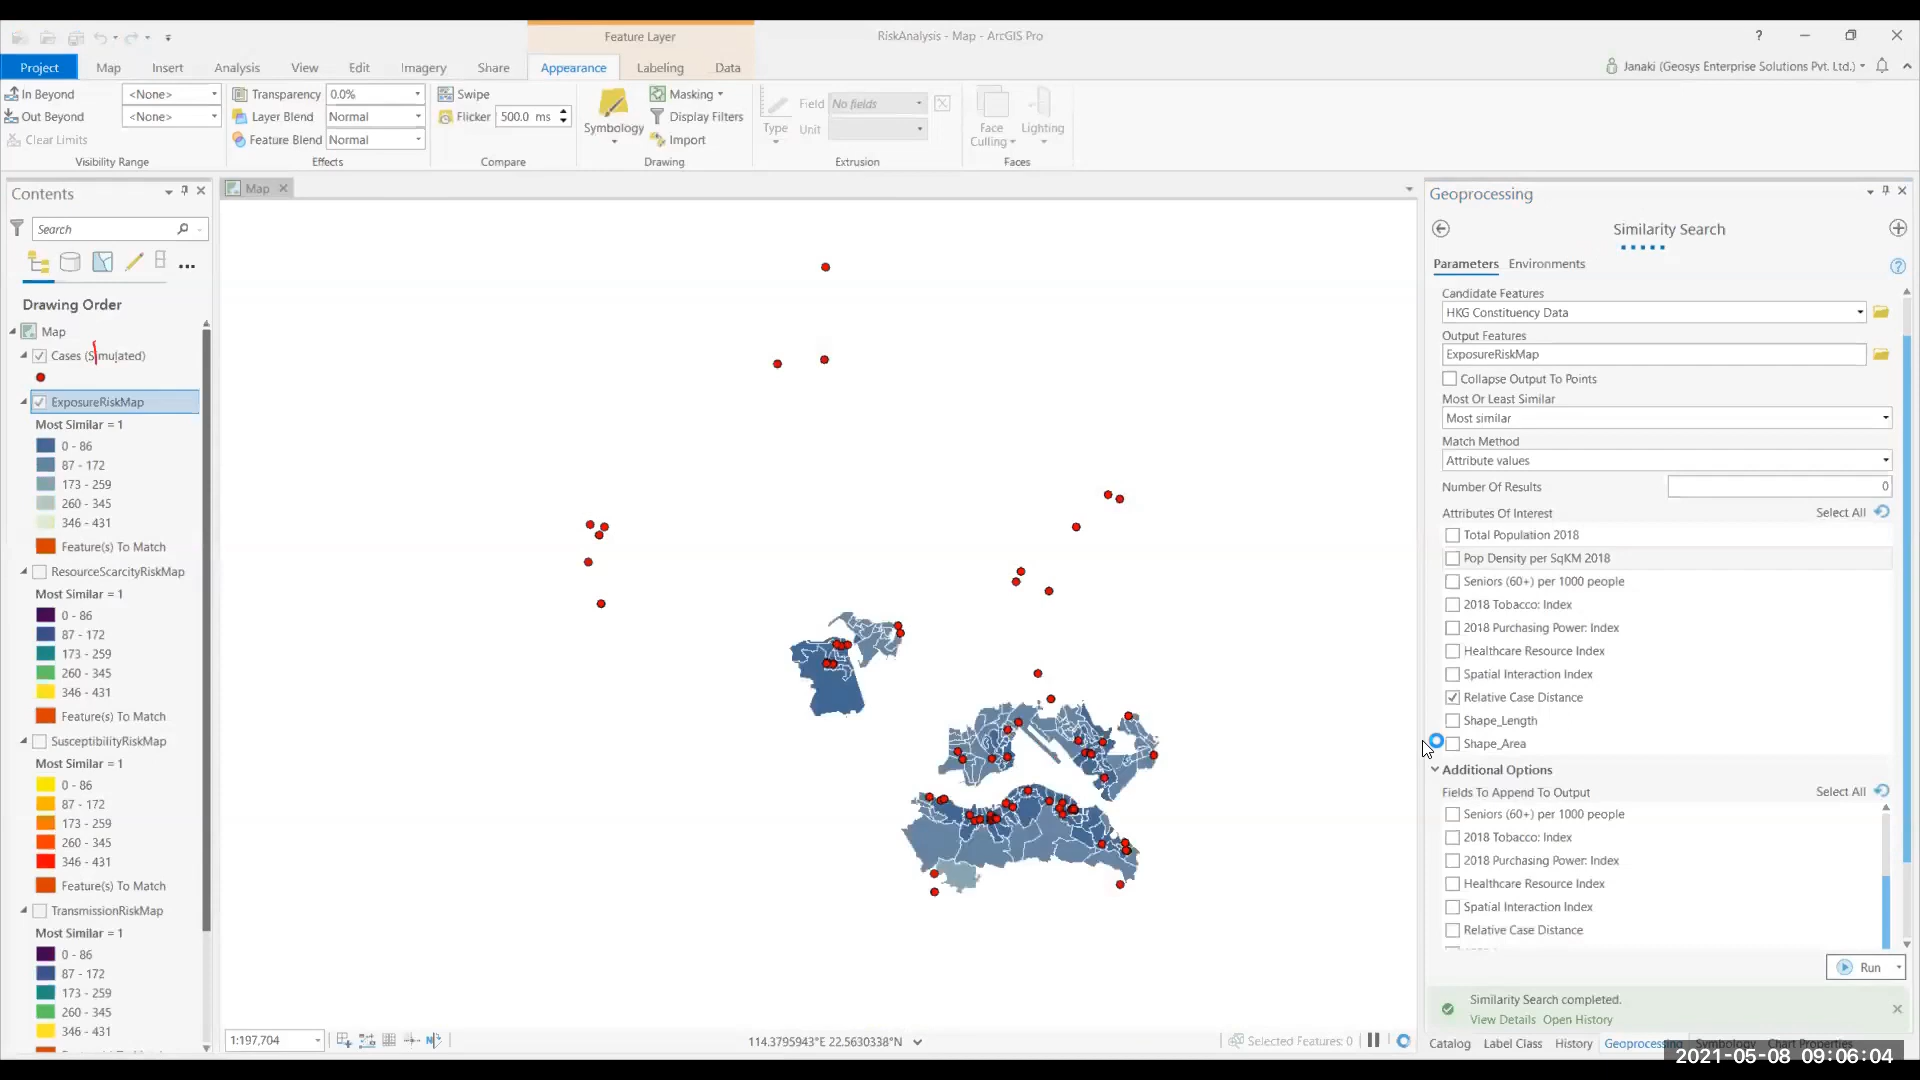 Feature Layer
RiskAnalysis - Map - ArcGIS Pro
?
Project Map Insert Analysis View Edit Imagery Share Appearance Labeling Data
Janaki (Geosys Enterprise Solutions Pvt. Ltd.)
In Beyond <None>
Out Beyond <None>
Clear Limits
Visibility Range
Transparency 0.0%
Layer Blend Normal
Feature Blend Normal
Effects
Swipe
Flicker 500.0 ms
Compare
Symbology
Masking
Display Filters
Import
Drawing
Type
Field No fields
Unit
Extrusion
Face Culling
Lighting
Faces
Contents
Search
Drawing Order
Map
Cases (Simulated)
ExposureRiskMap
Most Similar = 1
0 - 86
87 - 172
173 - 259
260 - 345
346 - 431
Feature(s) To Match
ResourceScarcityRiskMap
Most Similar = 1
0 - 86
87 - 172
173 - 259
260 - 345
346 - 431
Feature(s) To Match
SusceptibilityRiskMap
Most Similar = 1
0 - 86
87 - 172
173 - 259
260 - 345
346 - 431
Feature(s) To Match
TransmissionRiskMap
Most Similar = 1
0 - 86
87 - 172
173 - 259
260 - 345
346 - 431
Map
1:197,704
114.3795943°E 22.5630338°N
Selected Features: 0
Geoprocessing
Similarity Search
Parameters Environments
?
Candidate Features
HKG Constituency Data
Output Features
ExposureRiskMap
Collapse Output To Points
Most Or Least Similar
Most similar
Match Method
Attribute values
Number Of Results 0
Attributes Of Interest Select All
Total Population 2018
Pop Density per SqKM 2018
Seniors (60+) per 1000 people
2018 Tobacco: Index
2018 Purchasing Power: Index
Healthcare Resource Index
Spatial Interaction Index
Relative Case Distance
Shape_Length
Shape_Area
Additional Options
Fields To Append To Output Select All
Seniors (60+) per 1000 people
2018 Tobacco: Index
2018 Purchasing Power: Index
Healthcare Resource Index
Spatial Interaction Index
Relative Case Distance
Run
Similarity Search completed.
View Details Open History
Catalog Label Class History Geoprocessing Symbology Chart Properties
2021-05-08 09:06:04